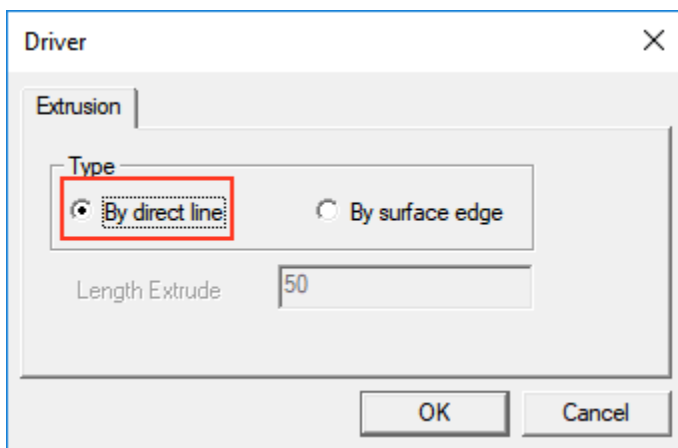 Driver
Extrusion
Type
By direct line By surface edge
Length Extrude 50
OK Cancel